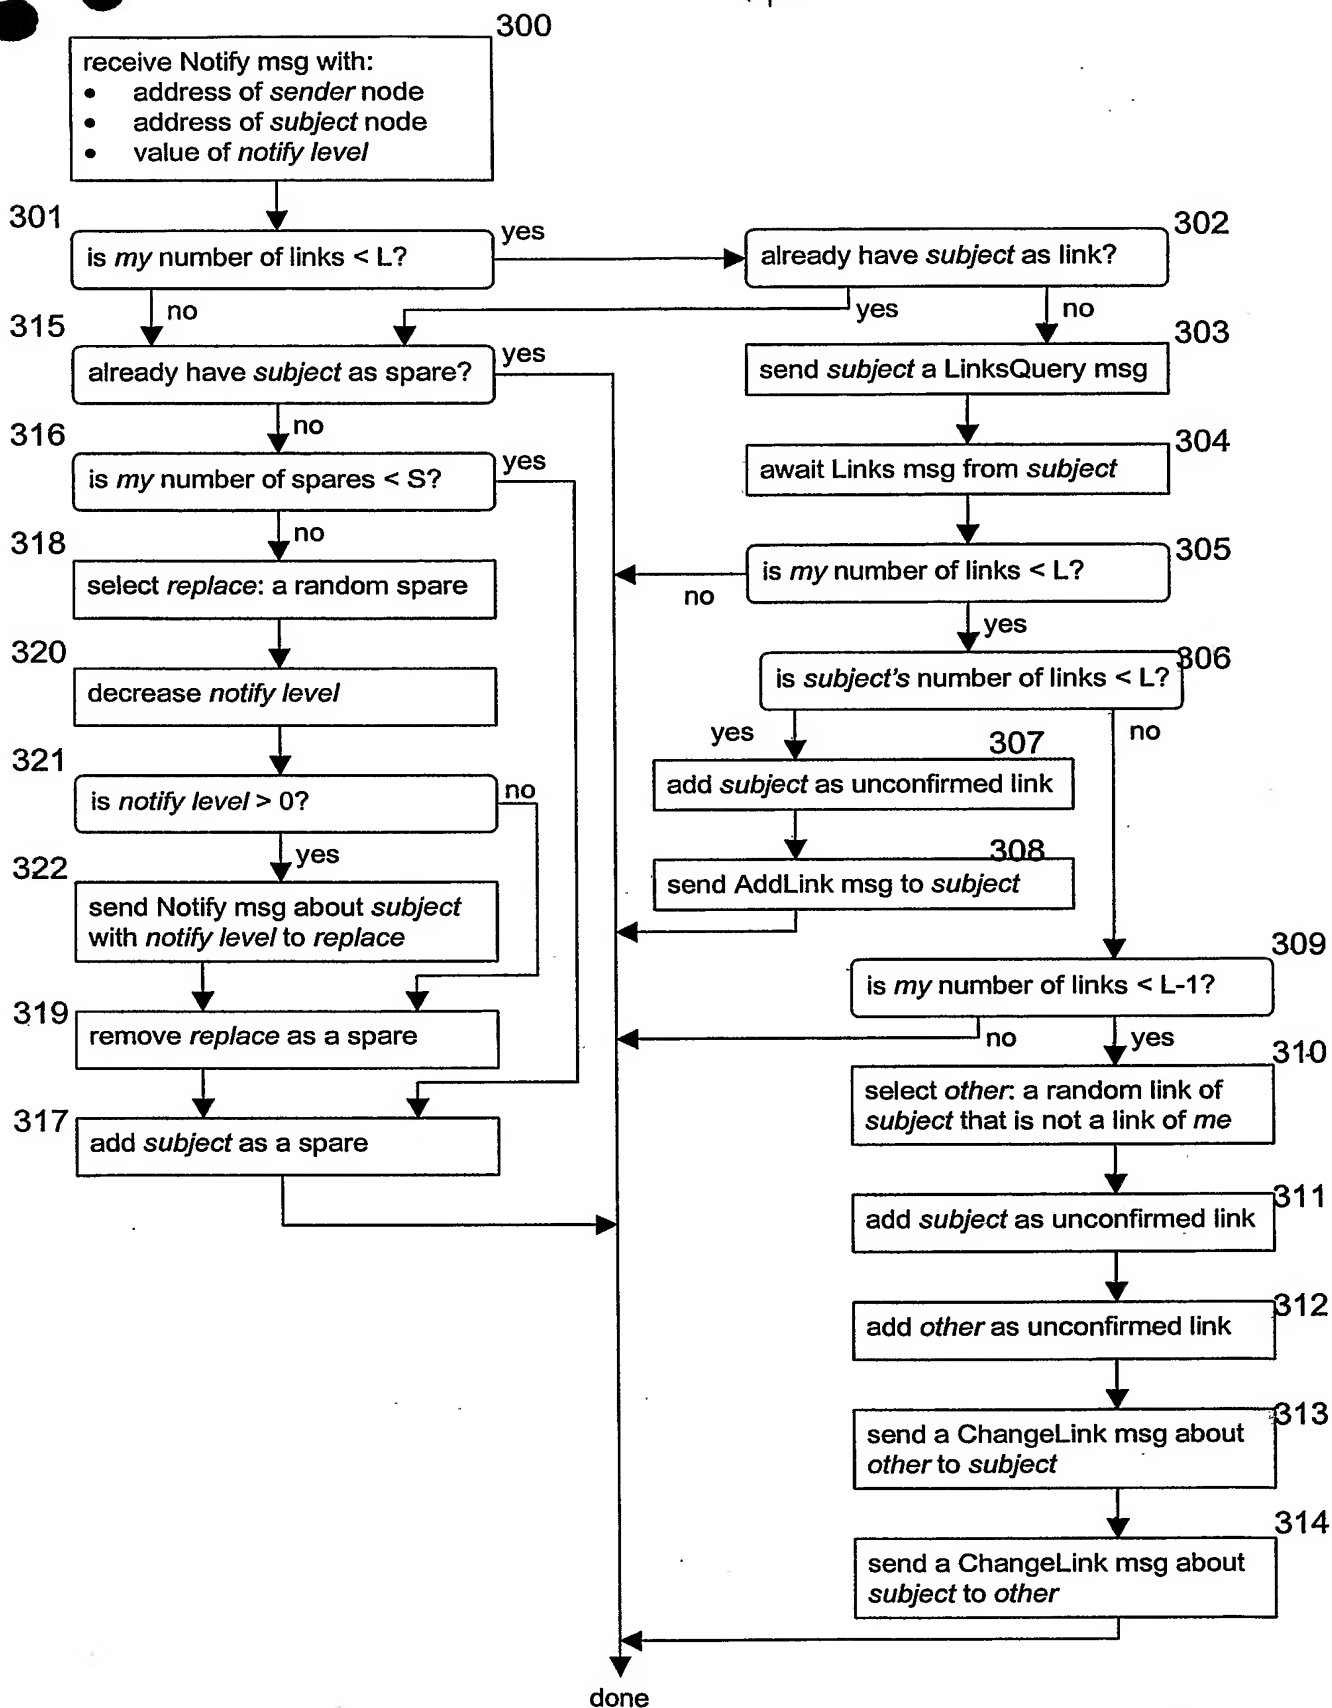 300
receive Notify msg with:
• address of sender node
• address of subject node
• value of notify level
301
is my number of links < L?
yes
no
302
already have subject as link?
yes
no
315
already have subject as spare?
yes
no
303
send subject a LinksQuery msg
316
is my number of spares < S?
yes
no
304
await Links msg from subject
318
select replace: a random spare
305
is my number of links < L?
no
yes
320
decrease notify level
306
is subject's number of links < L?
yes
no
321
is notify level > 0?
no
yes
307
add subject as unconfirmed link
322
send Notify msg about subject
with notify level to replace
308
send AddLink msg to subject
309
is my number of links < L-1?
no
yes
319
remove replace as a spare
310
select other: a random link of
subject that is not a link of me
317
add subject as a spare
311
add subject as unconfirmed link
312
add other as unconfirmed link
313
send a ChangeLink msg about
other to subject
314
send a ChangeLink msg about
subject to other
done